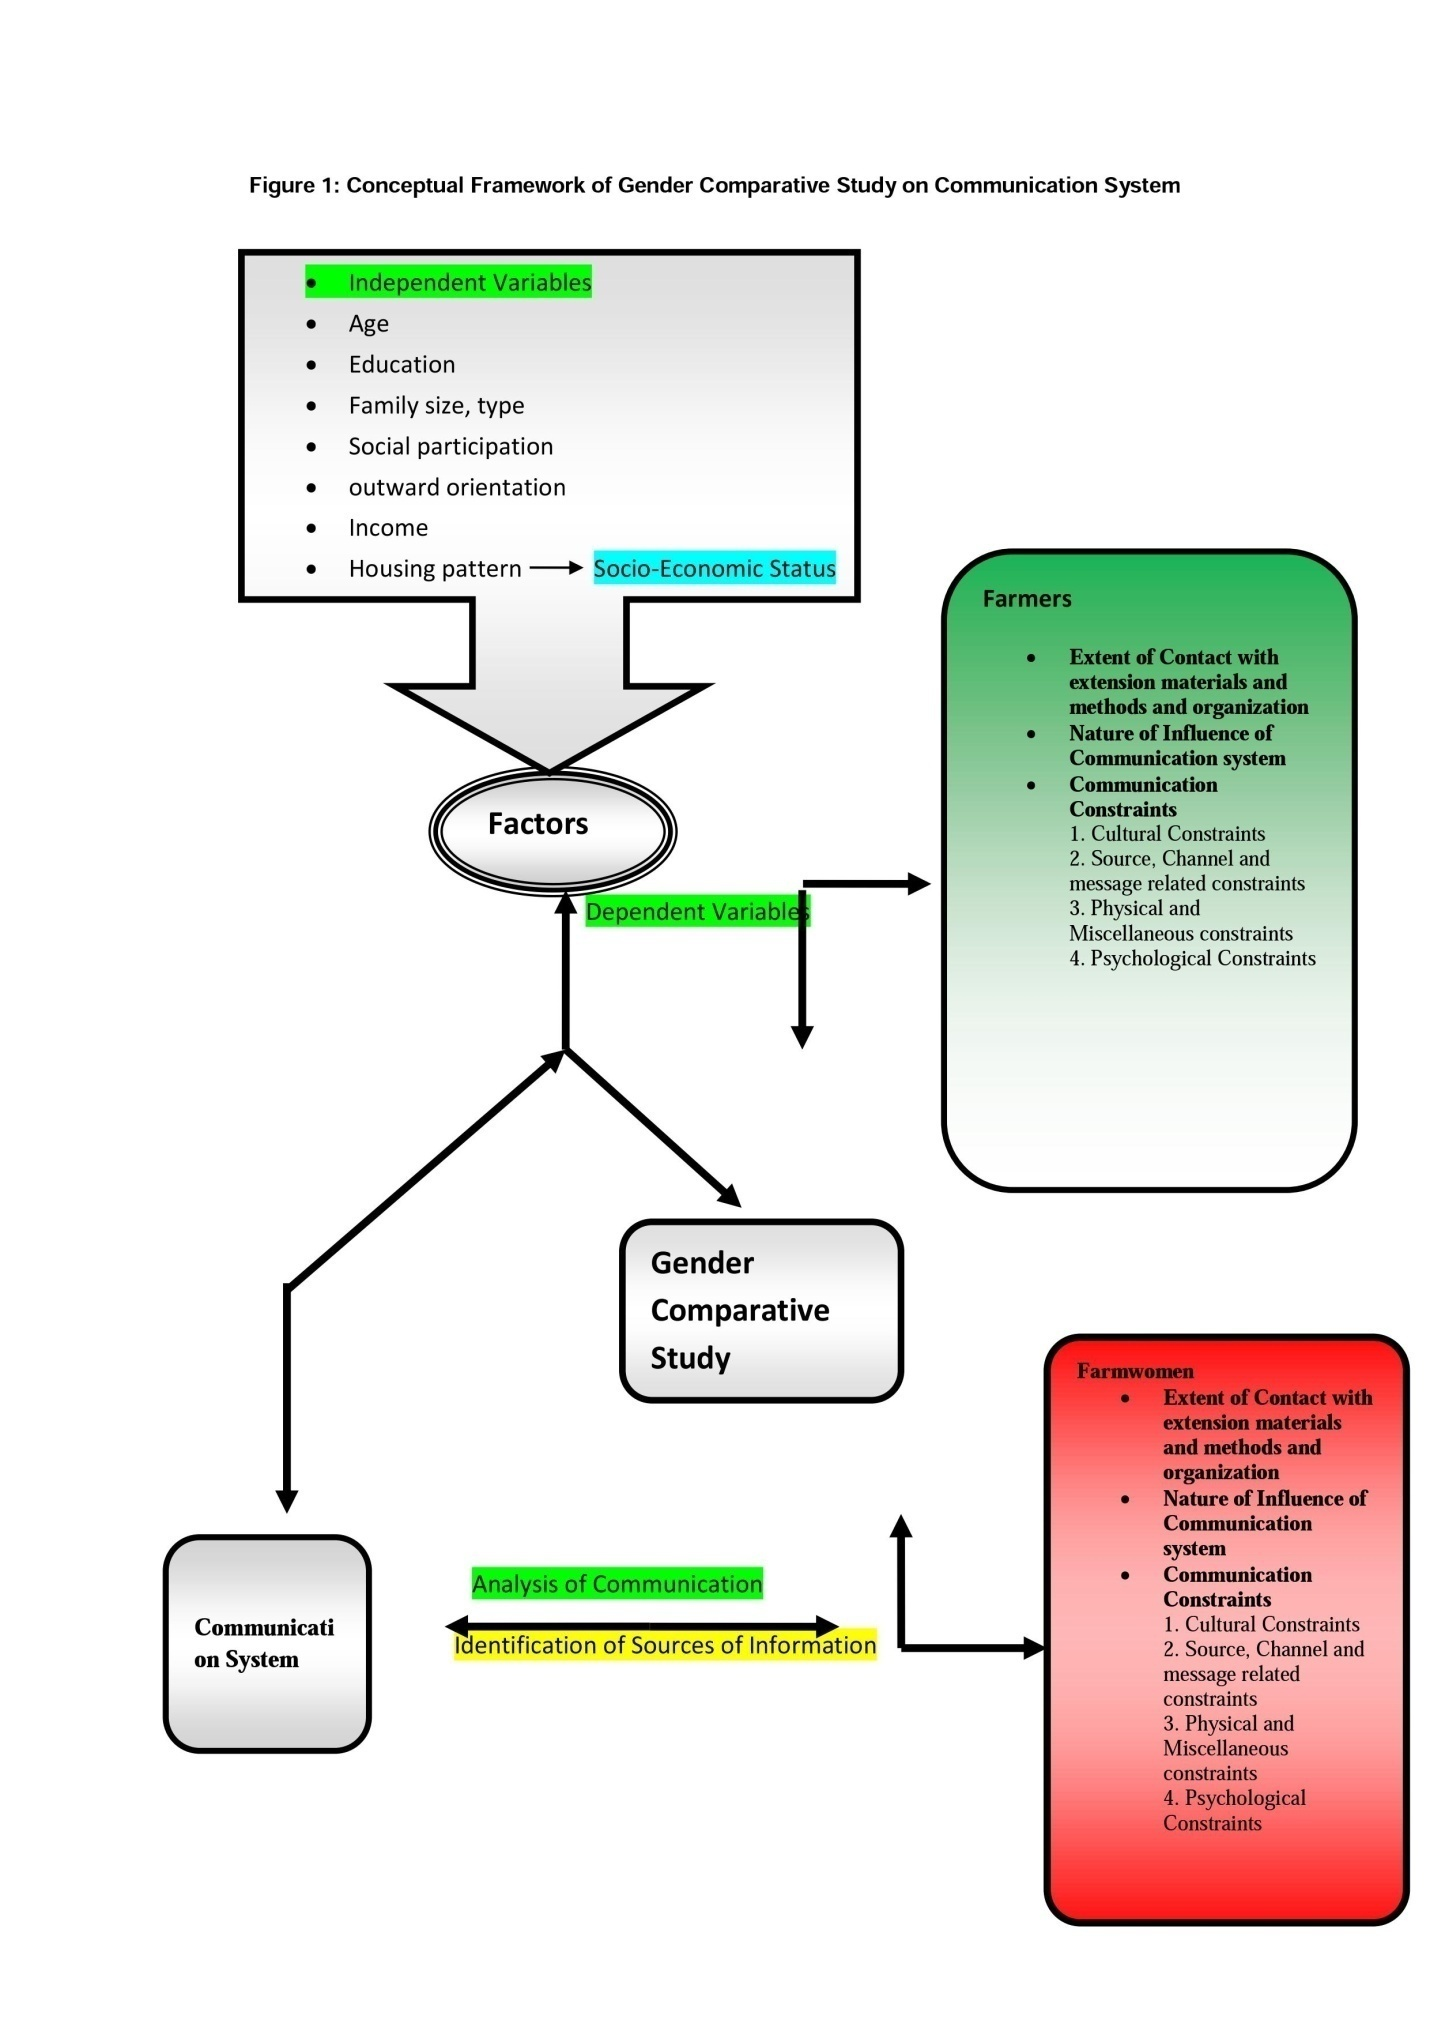 Figure 1: Conceptual Framework of Gender Comparative Study on Communication System
• Independent Variables
• Age
• Education
• Family size, type
• Social participation
• outward orientation
• Income
• Housing pattern Socio-Economic Status
Farmers
• Extent of Contact with
extension materials and
methods and organization
• Nature of Influence of
Communication system
• Communication
Constraints
1. Cultural Constraints
2. Source, Channel and
message related constraints
3. Physical and
Miscellaneous constraints
4. Psychological Constraints
Factors
Dependent Variables
Gender
Comparative
Study
Farmwomen
• Extent of Contact with
extension materials
and methods and
organization
• Nature of Influence of
Communication
system
• Communication
Constraints
1. Cultural Constraints
2. Source, Channel and
message related
constraints
3. Physical and
Miscellaneous
constraints
4. Psychological
Constraints
Analysis of Communication
Identification of Sources of Information
Communicati
on System